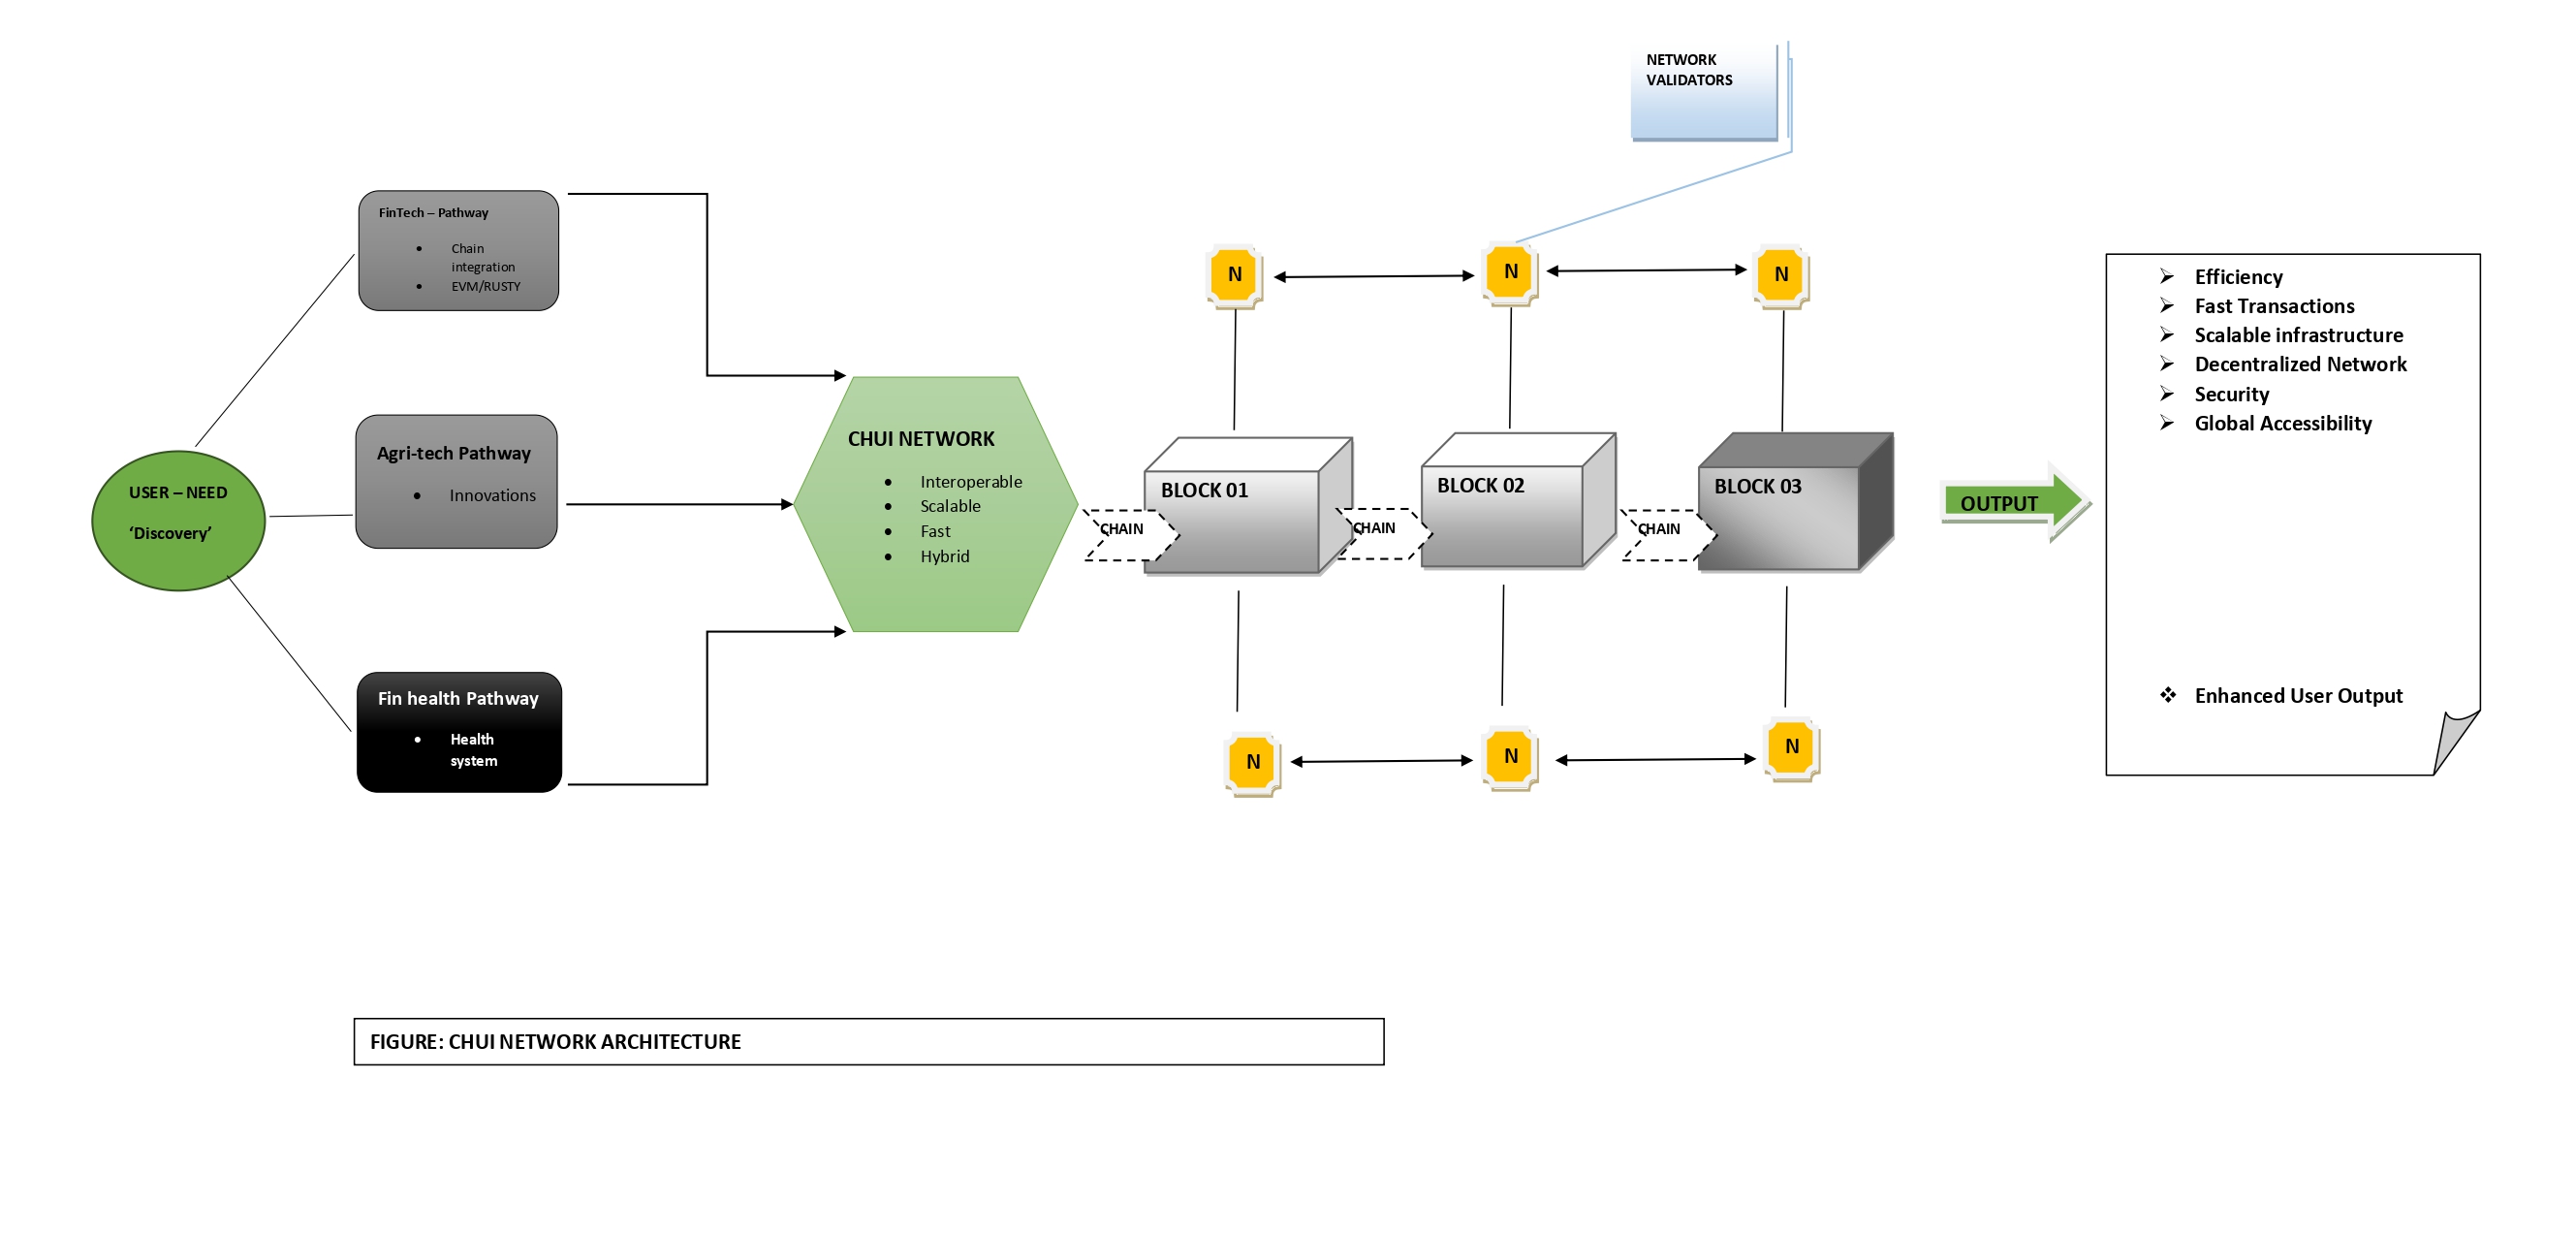 NETWORK
VALIDATORS
FinTech – Pathway
• Chain
integration
• EVM/RUSTY
Agri-tech Pathway
• Innovations
USER – NEED
‘Discovery’
Fin health Pathway
• Health
system
CHUI NETWORK
• Interoperable
• Scalable
• Fast
• Hybrid
N
N
N
CHAIN
BLOCK 01
CHAIN
BLOCK 02
CHAIN
BLOCK 03
N
N
N
OUTPUT
➢ Efficiency
➢ Fast Transactions
➢ Scalable infrastructure
➢ Decentralized Network
➢ Security
➢ Global Accessibility
❖ Enhanced User Output
FIGURE: CHUI NETWORK ARCHITECTURE